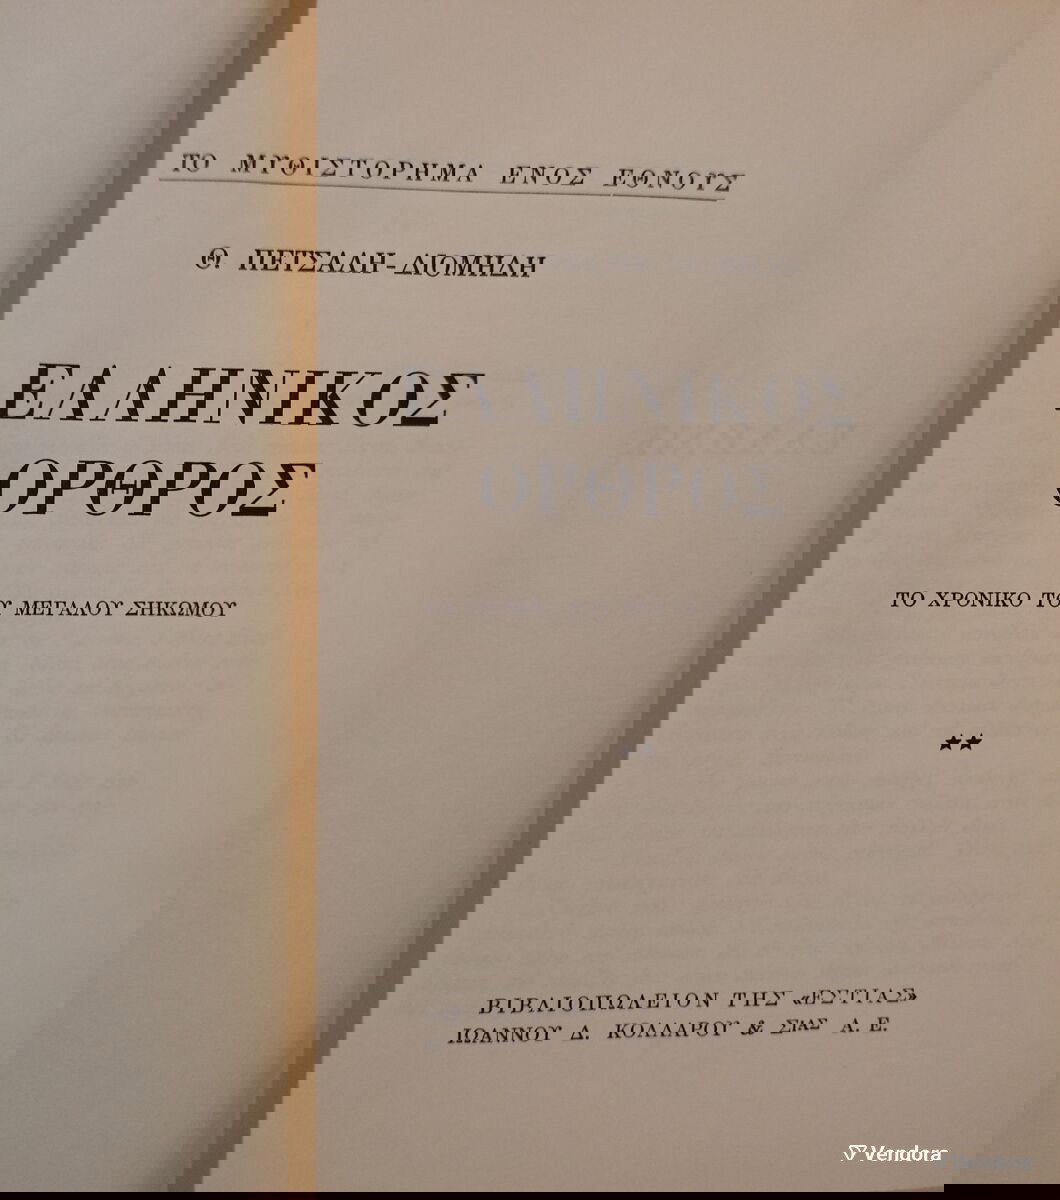 ΤΟ ΜΥΘΙΣΤΟΡΗΜΑ ΕΝΟΣ ΕΘΝΟΥΣ
Θ. ΠΕΤΣΑΛΗ-ΔΙΟΜΗΔΗ
ΕΛΛΗΝΙΚΟΣ
ΟΡΘΡΟΣ
ΤΟ ΧΡΟΝΙΚΟ ΤΟΥ ΜΕΓΑΛΟΥ ΣΗΚΩΜΟΥ
★★
ΒΙΒΛΙΟΠΩΛΕΙΟΝ ΤΗΣ «ΕΣΤΙΑΣ»
ΙΩΑΝΝΟΥ Δ. ΚΟΛΛΑΡΟΥ & ΣΙΑΣ Α. Ε.
Vendora